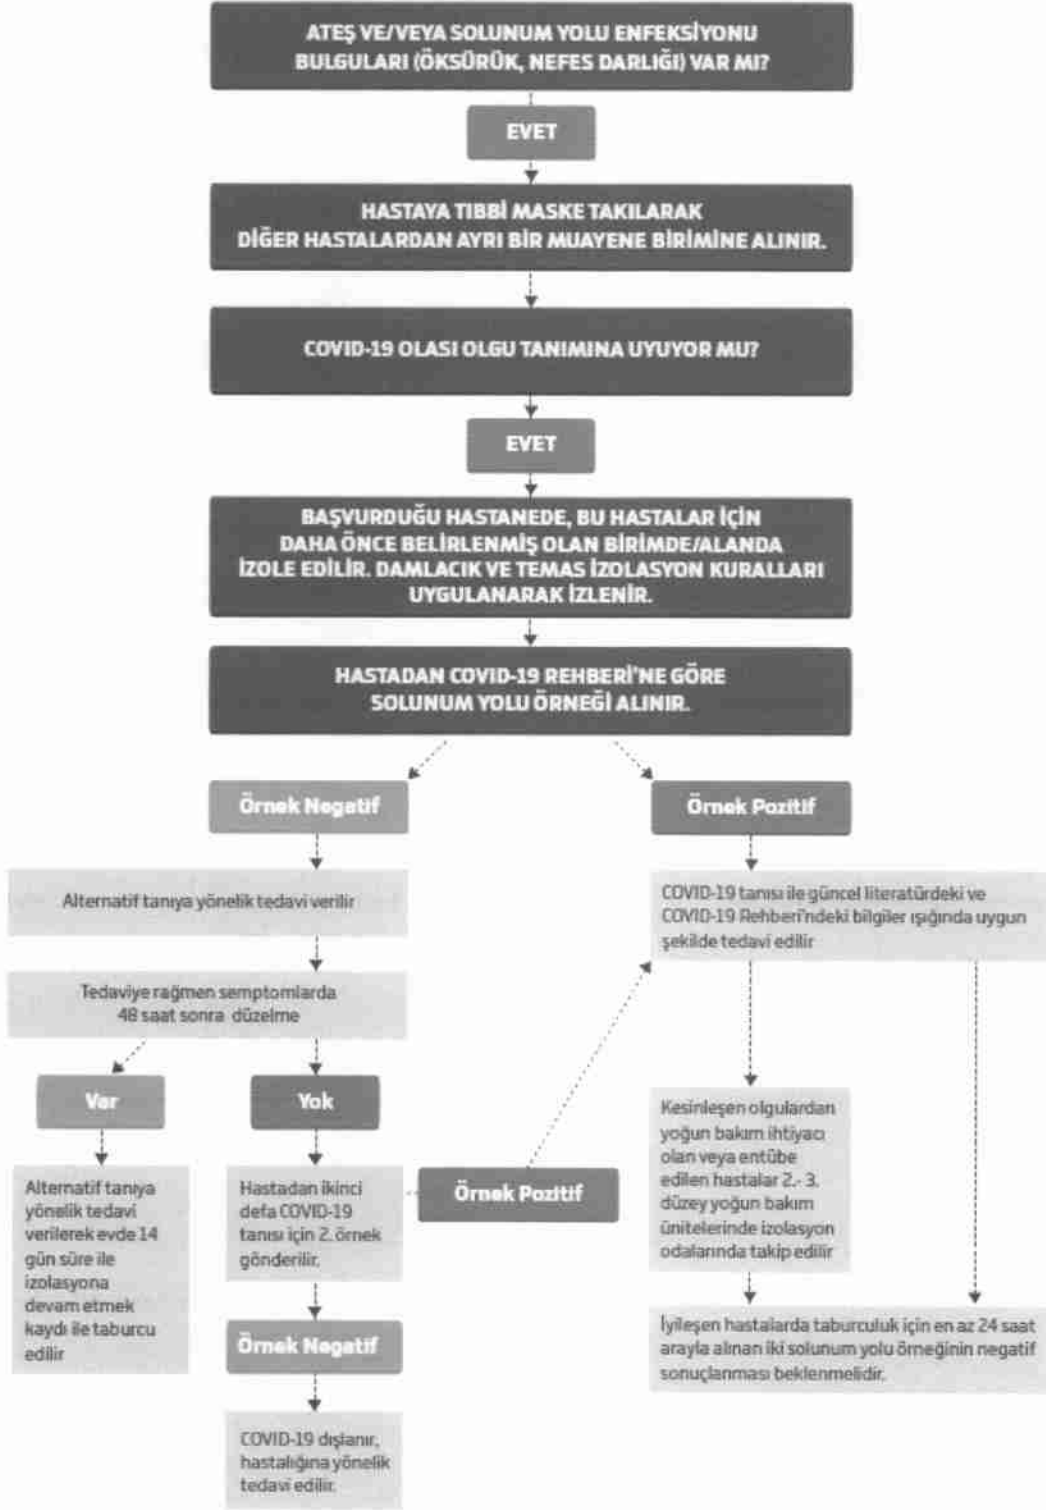 ATEŞ VE/VEYA SOLUNUM YOLU ENFEKSİYONU
BULGULARI (ÖKSÜRÜK, NEFES DARLIĞI) VAR MI?
EVET
HASTAYA TIBBİ MASKE TAKILARAK
DİĞER HASTALARDAN AYRI BİR MUAYENE BİRİMİNE ALINIR.
COVID-19 OLASI OLGU TANIMINA UYUYOR MU?
EVET
BAŞVURDUĞU HASTANEDE, BU HASTALAR İÇİN
DAHA ÖNCE BELİRLENMİŞ OLAN BİRİMDE/ALANDA
İZOLE EDİLİR. DAMLACIK VE TEMAS İZOLASYON KURALLARI
UYGULANARAK İZLENİR.
HASTADAN COVID-19 REHBERİ'NE GÖRE
SOLUNUM YOLU ÖRNEĞİ ALINIR.
Örnek Negatif
Örnek Pozitif
Alternatif tanıya yönelik tedavi verilir
COVID-19 tanısı ile güncel literatürdeki ve
COVID-19 Rehberi'ndeki bilgiler ışığında uygun
şekilde tedavi edilir
Tedaviye rağmen semptomlarda
48 saat sonra düzelme
Var
Yok
Alternatif tanıya
yönelik tedavi
verilerek evde 14
gün süre ile
izolasyona
devam etmek
kaydı ile taburcu
edilir
Hastadan ikinci
defa COVID-19
tanısı için 2. örnek
gönderilir.
Örnek Pozitif
Kesinleşen olgulardan
yoğun bakım ihtiyacı
olan veya entübe
edilen hastalar 2.- 3.
düzey yoğun bakım
ünitelerinde izolasyon
odalarında takip edilir
Örnek Negatif
İyileşen hastalarda taburculuk için en az 24 saat
arayla alınan iki solunum yolu örneğinin negatif
sonuçlanması beklenmelidir.
COVID-19 dışlanır,
hastalığına yönelik
tedavi edilir.